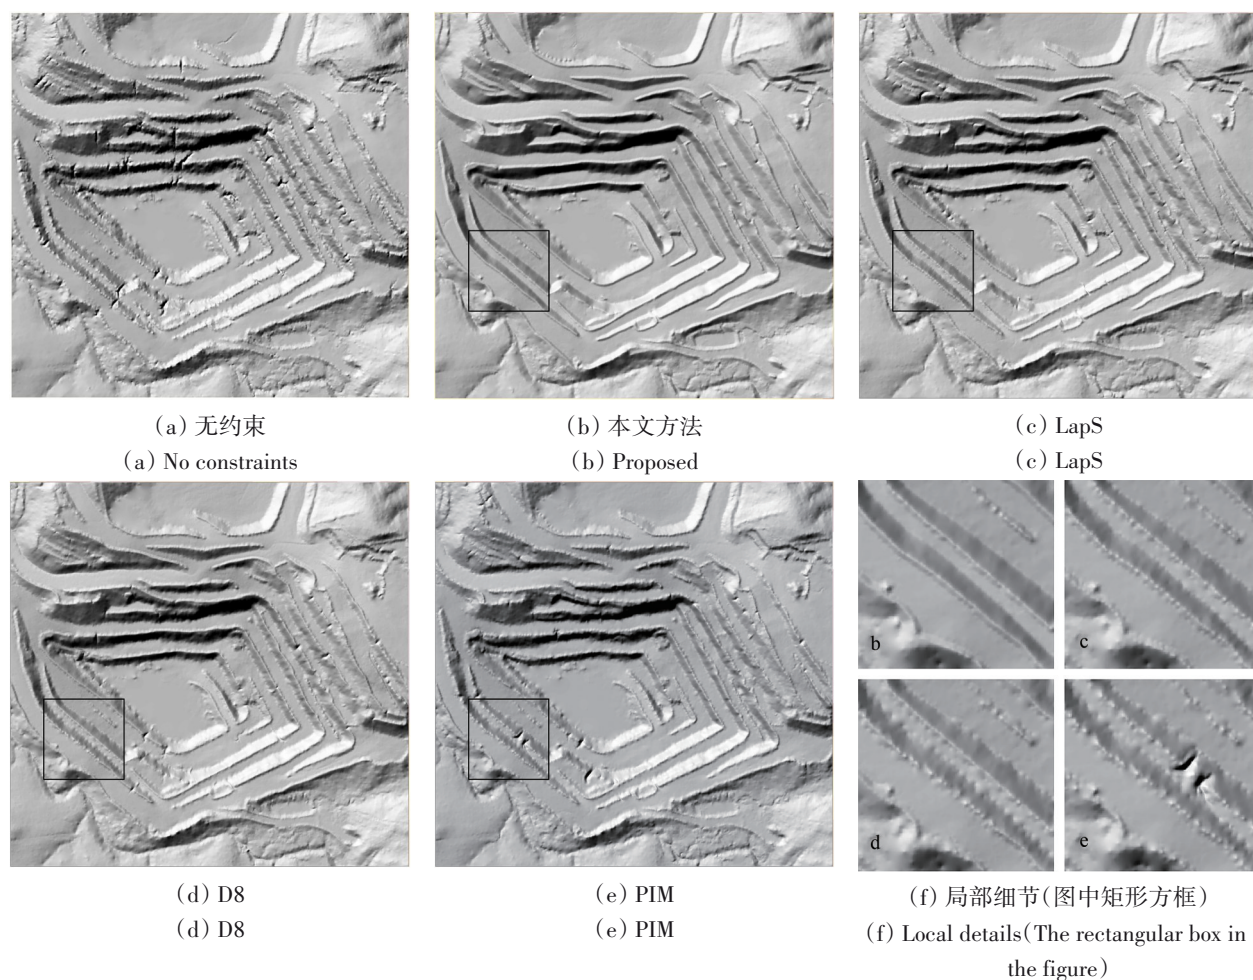 (a) 无约束
(a) No constraints
(b) 本文方法
(b) Proposed
(c) LapS
(c) LapS
(d) D8
(d) D8
(e) PIM
(e) PIM
b
c
d
e
(f) 局部细节(图中矩形方框)
(f) Local details(The rectangular box in
the figure)